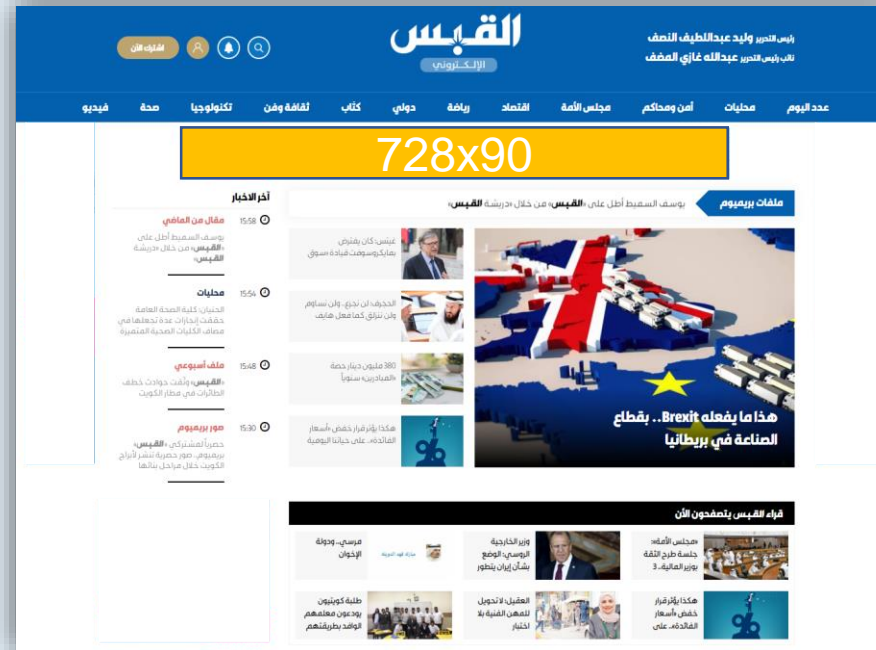 رئيس التحرير وليد عبداللطيف النصف
نائب رئيس التحرير عبدالله غازي المضف
القبس
الإلكتروني
اشترك الآن
عدد اليوم
محليات
أمن ومحاكم
مجلس الأمة
اقتصاد
رياضة
دولي
كتّاب
ثقافة وفن
تكنولوجيا
صحة
فيديو
728x90
ملفات بريميوم
يوسف السميط أطل على «القبس» من خلال «دريشة القبس»
هذا ما يفعله Brexit.. بقطاع
الصناعة في بريطانيا
غيتس: كان يفترض
بمايكروسوفت قيادة «سوق
الحجرف: لن نجزع.. ولن نساوم
ولن ننزلق كما فعل هايف
380 مليون دينار حصة
«المبادرين» سنوياً
هكذا يؤثر قرار خفض «أسعار
الفائدة».. على حياتنا اليومية
آخر الاخبار
15:58
مقال من الماضي
يوسف السميط أطل على
«القبس» من خلال «دريشة
القبس»
15:54
محليات
الحنيان: كلية الصحة العامة
حققت إنجازات عدة تجعلها في
مصاف الكليات الصحية المتميزة
15:48
ملف أسبوعي
«القبس» وثقت حوادث خطف
الطائرات في مطار الكويت
15:30
صور بريميوم
حصرياً لمشتركي «القبس»
بريميوم.. صور حصرية تنشر لأبراج
الكويت خلال مراحل بنائها
قراء القبس يتصفحون الآن
«مجلس الأمة»:
جلسة طرح الثقة
بوزير المالية.. 3
وزير الخارجية
الروسي: الوضع
بشأن إيران يتطور
مرسي.. ودولة
الإخوان
هكذا يؤثر قرار
خفض «أسعار
الفائدة».. على
العقيل: لا تحويل
للمهن الفنية بلا
اختبار
طلبة كويتيون
يودعون معلمهم
الوافد بطريقتهم